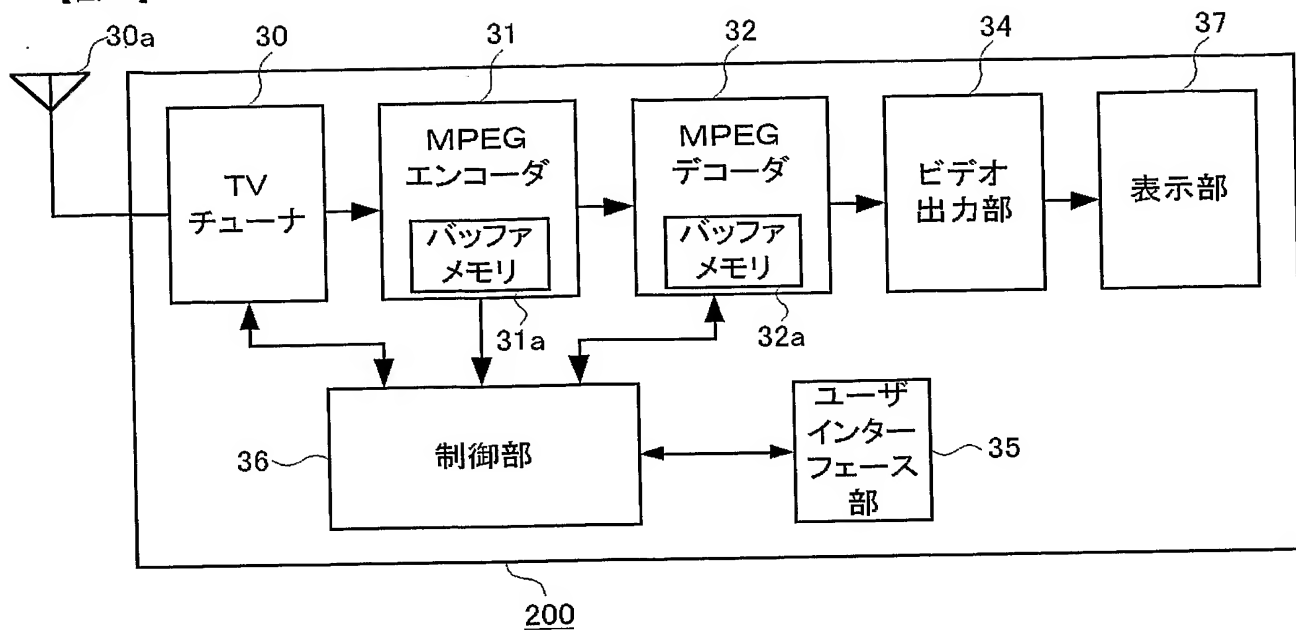 30a
30
31
32
34
37
TV
チューナ
MPEG
エンコーダ
バッファ
メモリ
MPEG
デコーダ
バッファ
メモリ
ビデオ
出力部
表示部
31a
32a
36
制御部
ユーザ
インター
フェース
部
35
200